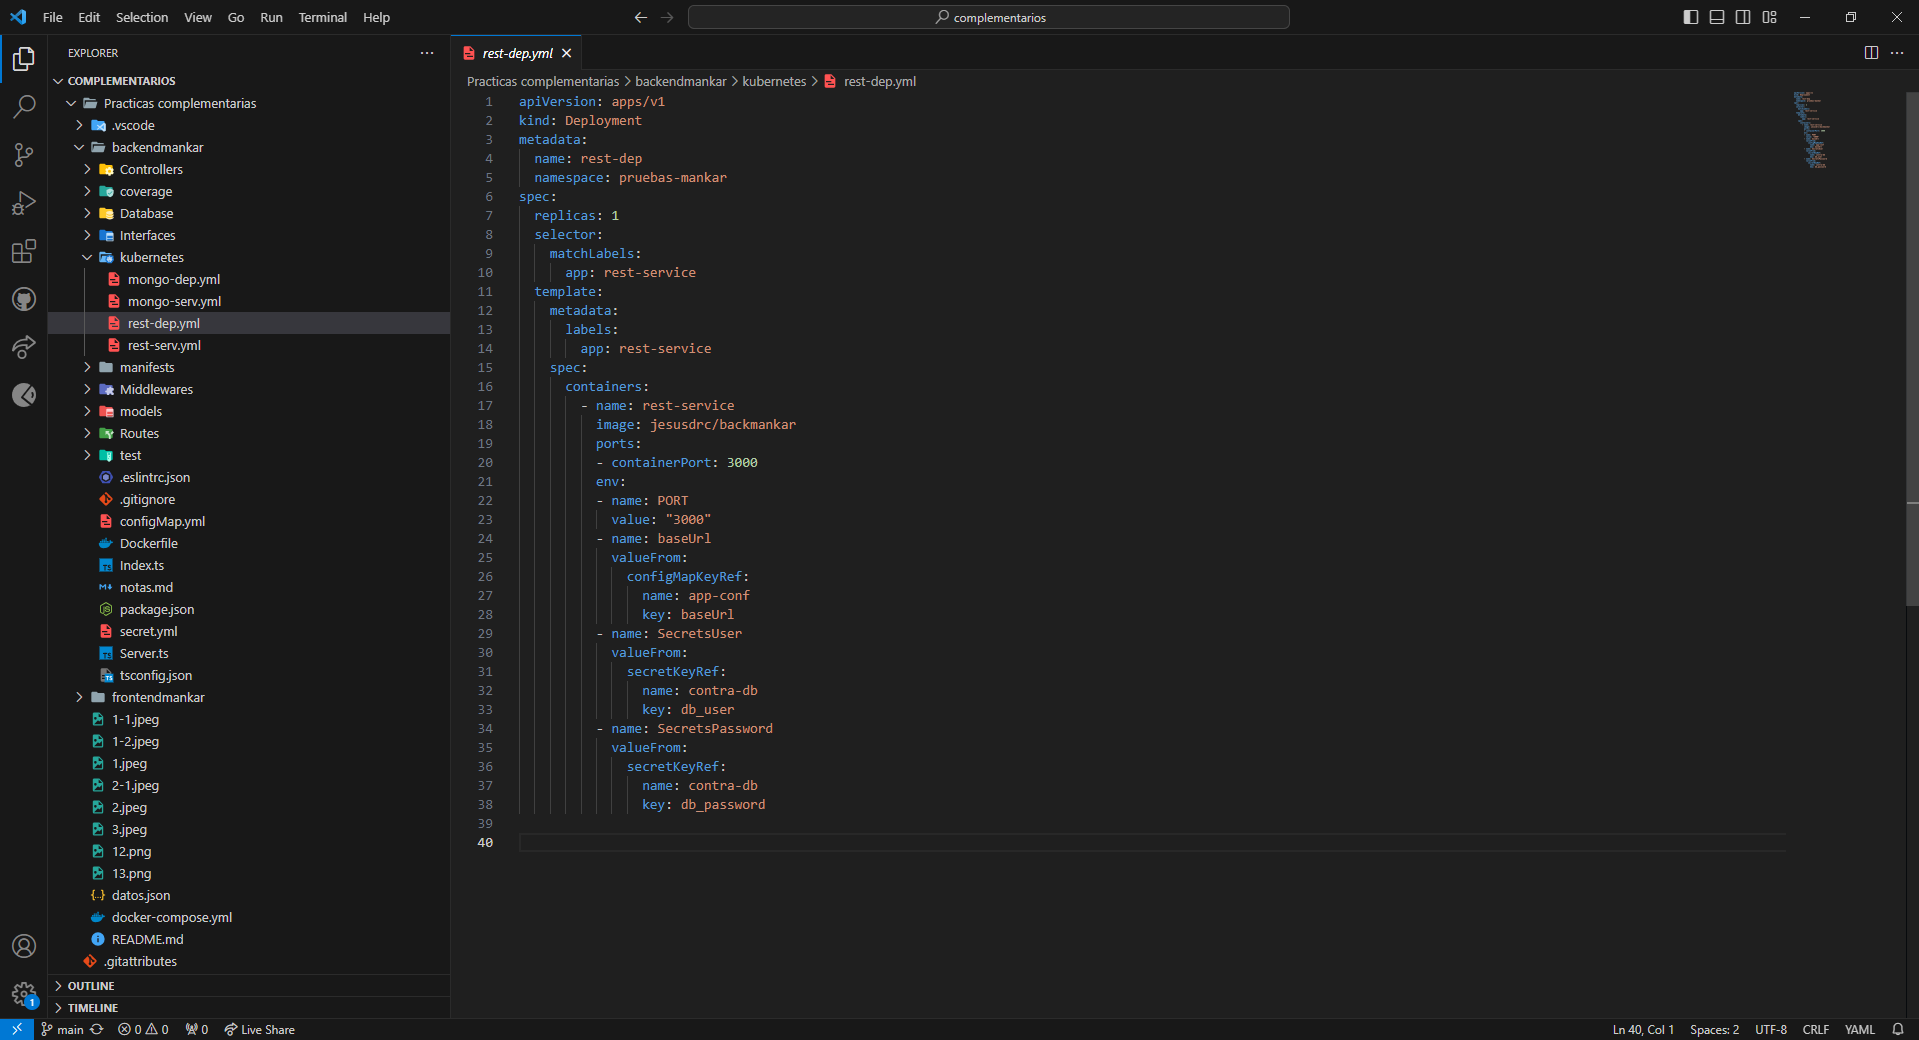 File Edit Selection View Go Run Terminal Help
complementarios
EXPLORER
COMPLEMENTARIOS
Practicas complementarias
.vscode
backendmankar
Controllers
coverage
Database
Interfaces
kubernetes
mongo-dep.yml
mongo-serv.yml
rest-dep.yml
rest-serv.yml
manifests
Middlewares
models
Routes
test
.eslintrc.json
.gitignore
configMap.yml
Dockerfile
Index.ts
notas.md
package.json
secret.yml
Server.ts
tsconfig.json
frontendmankar
1-1.jpeg
1-2.jpeg
1.jpeg
2-1.jpeg
2.jpeg
3.jpeg
12.png
13.png
datos.json
docker-compose.yml
README.md
.gitattributes
OUTLINE
TIMELINE
rest-dep.yml
Practicas complementarias > backendmankar > kubernetes > rest-dep.yml
1 apiVersion: apps/v1
2 kind: Deployment
3 metadata:
4   name: rest-dep
5   namespace: pruebas-mankar
6 spec:
7   replicas: 1
8   selector:
9     matchLabels:
10       app: rest-service
11   template:
12     metadata:
13       labels:
14         app: rest-service
15     spec:
16       containers:
17         - name: rest-service
18           image: jesusdrc/backmankar
19           ports:
20           - containerPort: 3000
21           env:
22           - name: PORT
23             value: "3000"
24           - name: baseUrl
25             valueFrom:
26               configMapKeyRef:
27                 name: app-conf
28                 key: baseUrl
29           - name: SecretsUser
30             valueFrom:
31               secretKeyRef:
32                 name: contra-db
33                 key: db_user
34           - name: SecretsPassword
35             valueFrom:
36               secretKeyRef:
37                 name: contra-db
38                 key: db_password
39
40
1
main 0 0 0 Live Share
Ln 40, Col 1 Spaces: 2 UTF-8 CRLF YAML